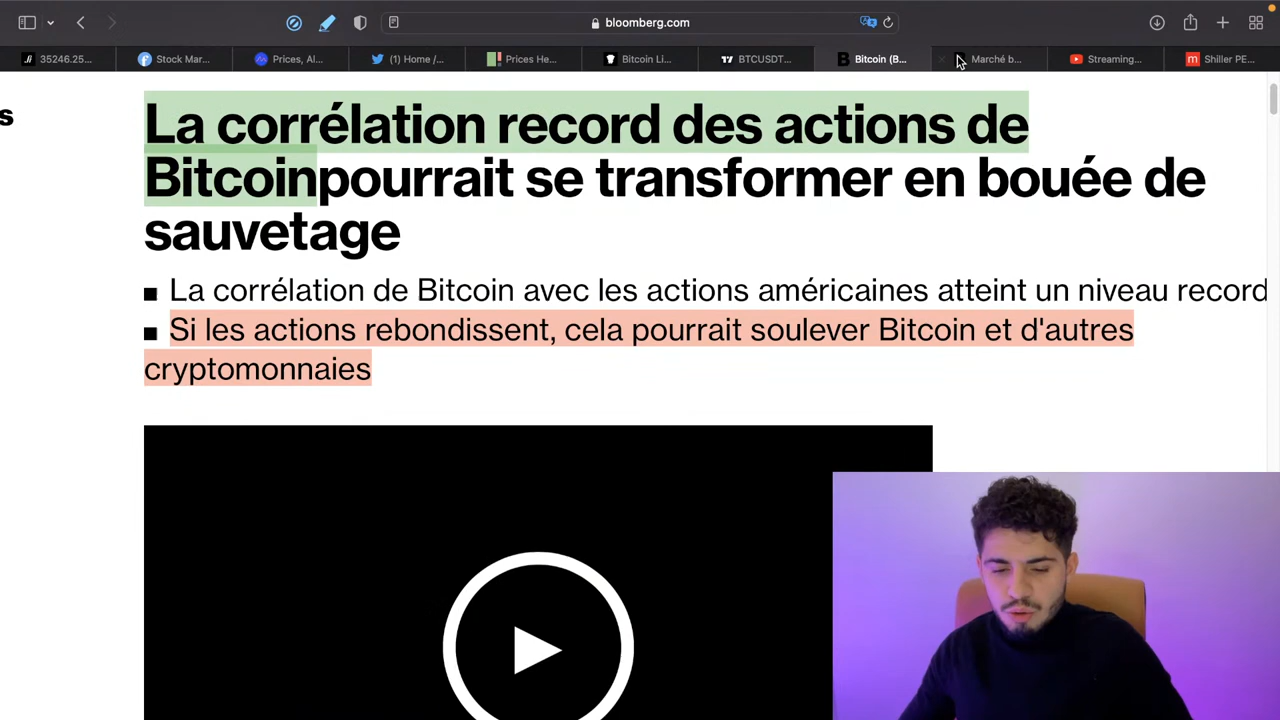 bloomberg.com
35246.25...
Stock Mar...
Prices, Al...
(1) Home /...
Prices He...
Bitcoin Li...
BTCUSDT...
Bitcoin (B...
Marché b...
Streaming...
Shiller PE...
s
La corrélation record des actions de
Bitcoinpourrait se transformer en bouée de
sauvetage
La corrélation de Bitcoin avec les actions américaines atteint un niveau record
Si les actions rebondissent, cela pourrait soulever Bitcoin et d'autres
cryptomonnaies